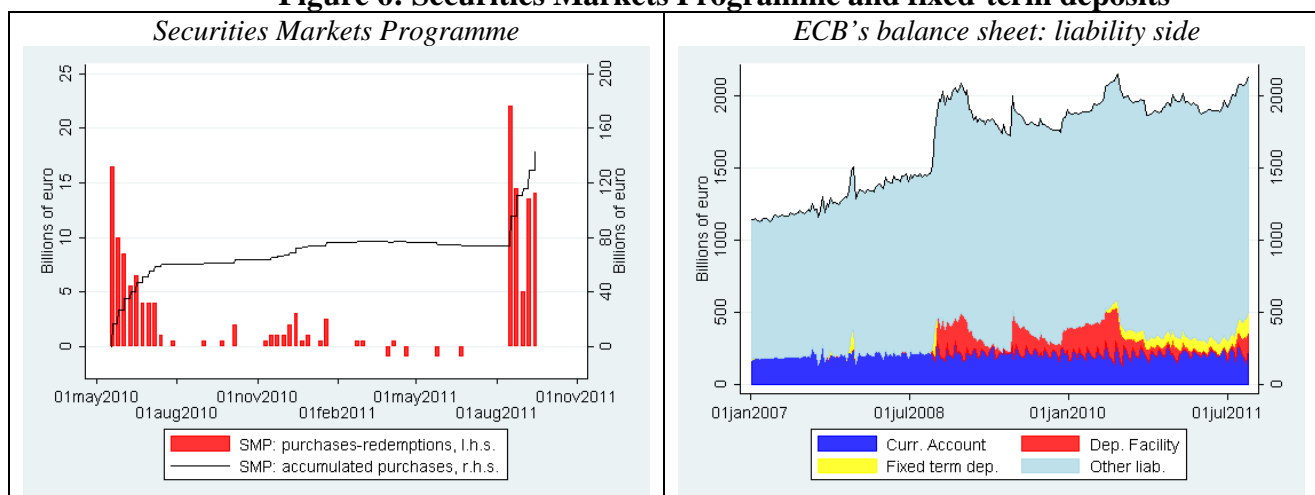 Figure 6: Securities Markets Programme and fixed-term deposits
Securities Markets Programme
25
20
15
10
5
0
Billions of euro
200
160
120
80
40
0
Billions of euro
01may2010
01aug2010
01nov2010
01feb2011
01may2011
01aug2011
01nov2011
SMP: purchases-redemptions, l.h.s.
SMP: accumulated purchases, r.h.s.
ECB's balance sheet: liability side
2000
1500
1000
500
0
Billions of euro
2000
1500
1000
500
0
Billions of euro
01jan2007
01jul2008
01jan2010
01jul2011
Curr. Account
Dep. Facility
Fixed term dep.
Other liab.